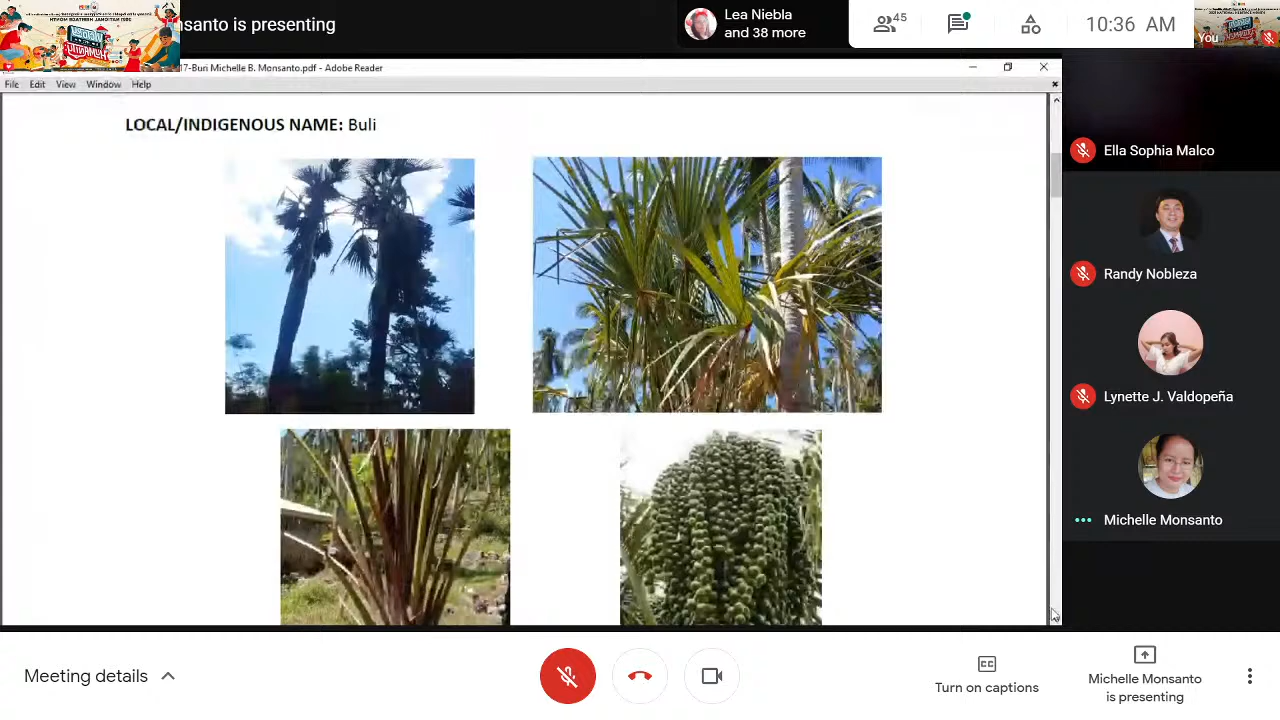 nsanto is presenting
Lea Niebla
and 38 more
45
10:36 AM
You
17-Buri Michelle B. Monsanto.pdf - Adobe Reader
File Edit View Window Help
LOCAL/INDIGENOUS NAME: Buli
Ella Sophia Malco
Randy Nobleza
Lynette J. Valdopeña
Michelle Monsanto
Meeting details
Turn on captions
Michelle Monsanto
is presenting